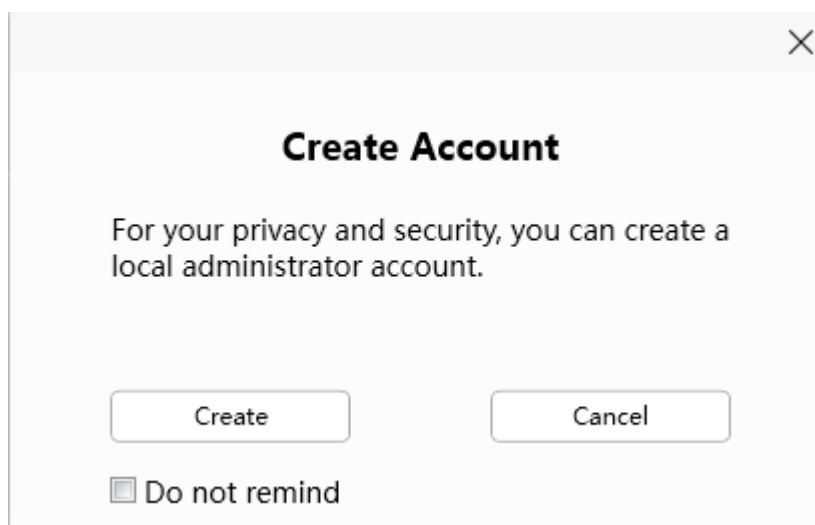 Create Account
For your privacy and security, you can create a
local administrator account.
Create
Cancel
Do not remind